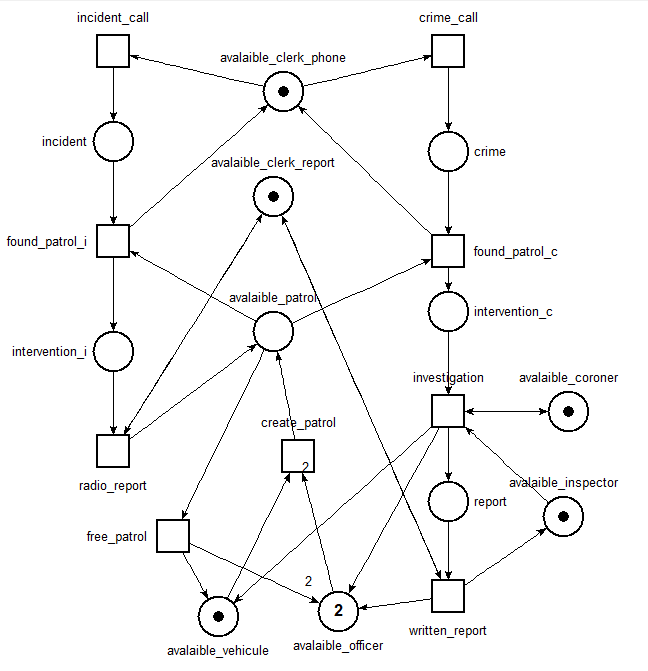 incident_call
crime_call
avalaible_clerk_phone
incident
crime
avalaible_clerk_report
found_patrol_i
found_patrol_c
avalaible_patrol
intervention_c
intervention_i
investigation
avalaible_coroner
create_patrol
2
radio_report
avalaible_inspector
report
free_patrol
2
2
written_report
avalaible_vehicule
avalaible_officer